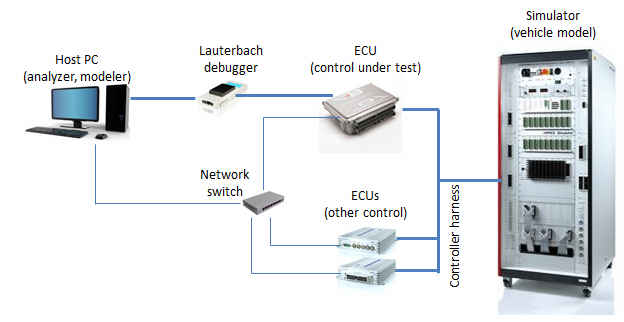 Simulator
(vehicle model)
Host PC
(analyzer, modeler)
Lauterbach
debugger
ECU
(control under test)
Network
switch
ECUs
(other control)
Controller harness